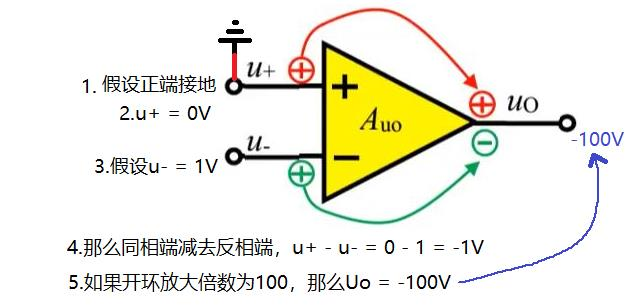 u+
1. 假设正端接地
2.u+ = 0V
+
Auo
uO
-100V
u-
3.假设u- = 1V
−
4.那么同相端减去反相端，u+ - u- = 0 - 1 = -1V
5.如果开环放大倍数为100，那么Uo = -100V